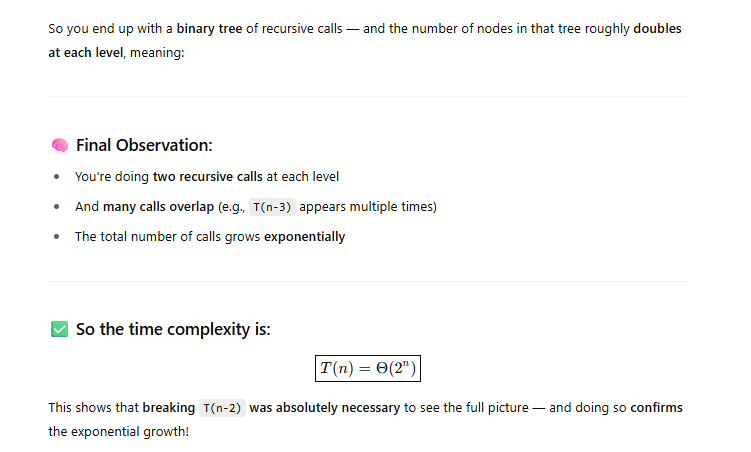 So you end up with a binary tree of recursive calls — and the number of nodes in that tree roughly doubles
at each level, meaning:
🧠 Final Observation:
• You're doing two recursive calls at each level
• And many calls overlap (e.g., T(n-3) appears multiple times)
• The total number of calls grows exponentially
✅ So the time complexity is:
T(n) = Θ(2ⁿ)
This shows that breaking T(n-2) was absolutely necessary to see the full picture — and doing so confirms
the exponential growth!